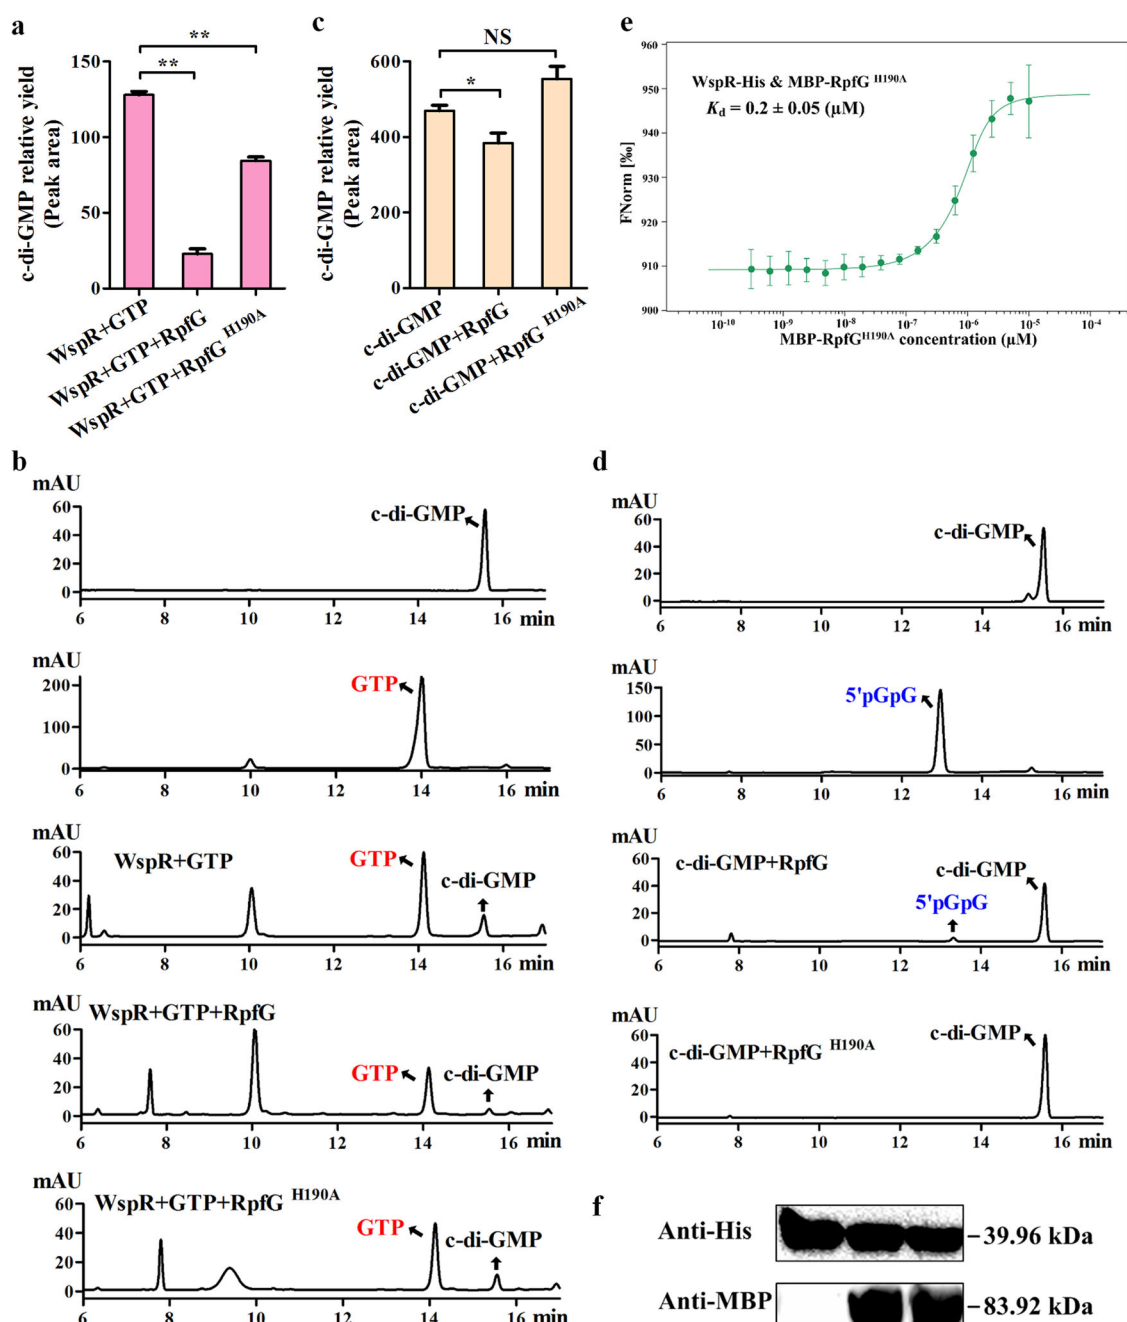 a
c-di-GMP relative yield
(Peak area)
150
100
50
0
**
**
WspR+GTP
WspR+GTP+RpfG
WspR+GTP+RpfG H190A
c
c-di-GMP relative yield
(Peak area)
600
400
200
0
NS
*
c-di-GMP
c-di-GMP+RpfG
c-di-GMP+RpfG H190A
e
FNorm [‰]
960
950
940
930
920
910
900
WspR-His & MBP-RpfG H190A
Kd = 0.2 ± 0.05 (μM)
10-10 10-9 10-8 10-7 10-6 10-5 10-4
MBP-RpfGH190A concentration (μM)
b
mAU
60
40
20
0
c-di-GMP
6 8 10 12 14 16 min
mAU
200
100
0
GTP
6 8 10 12 14 16 min
mAU
60
40
20
0
WspR+GTP
GTP
c-di-GMP
6 8 10 12 14 16 min
mAU
60
40
20
0
WspR+GTP+RpfG
GTP
c-di-GMP
6 8 10 12 14 16 min
mAU
60
40
20
0
WspR+GTP+RpfG H190A
GTP
c-di-GMP
6 8 10 12 14 16 min
d
mAU
60
40
20
0
c-di-GMP
6 8 10 12 14 16 min
mAU
150
100
50
0
5'pGpG
6 8 10 12 14 16 min
mAU
60
40
20
0
c-di-GMP+RpfG
5'pGpG
c-di-GMP
6 8 10 12 14 16 min
mAU
60
40
20
0
c-di-GMP+RpfG H190A
c-di-GMP
6 8 10 12 14 16 min
f
Anti-His
39.96 kDa
Anti-MBP
83.92 kDa